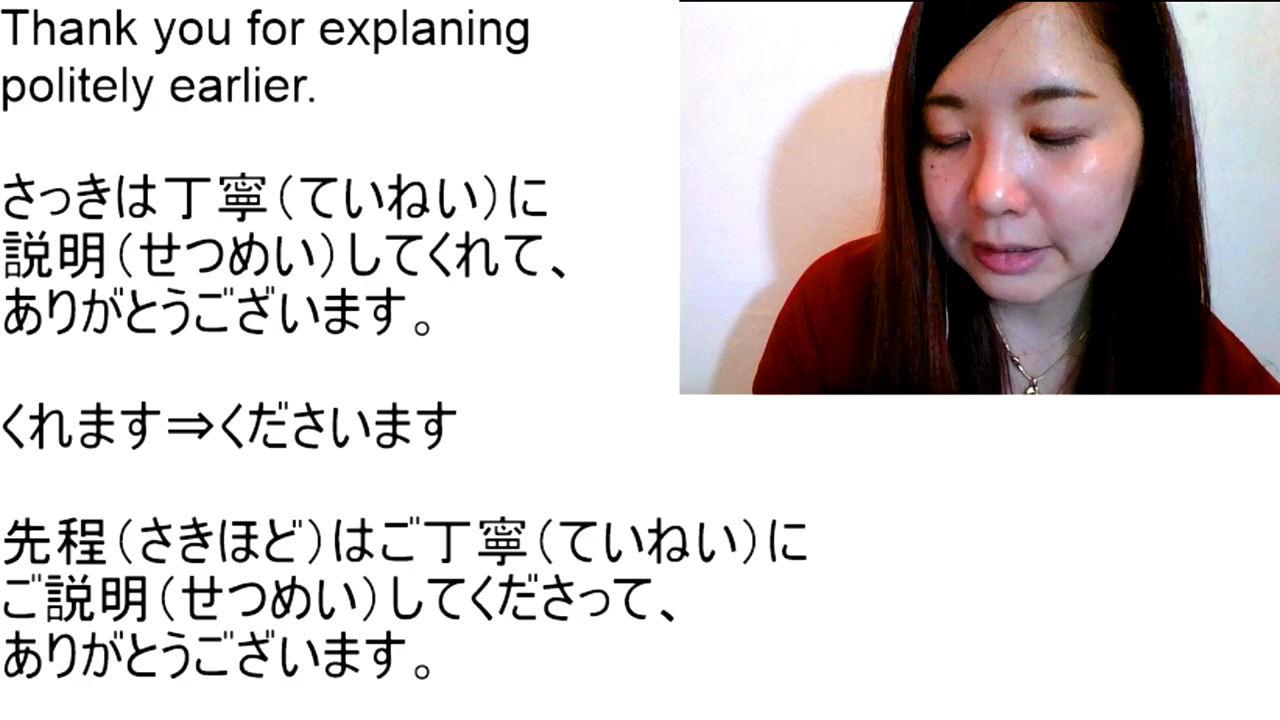 Thank you for explaning
politely earlier.
さっきは丁寧（ていねい）に
説明（せつめい）してくれて、
ありがとうございます。
くれます⇒くださいます
先程（さきほど）はご丁寧（ていねい）に
ご説明（せつめい）してくださって、
ありがとうございます。